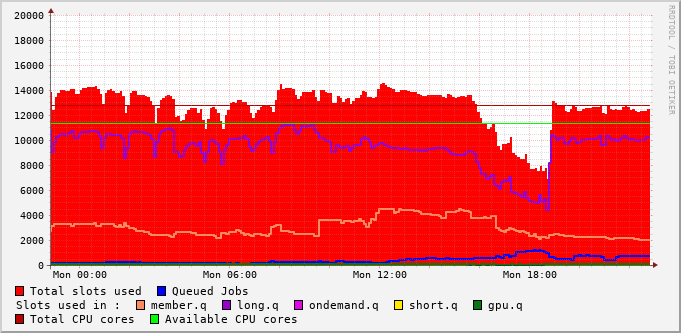 RRDTOOL / TOBI OETIKER
20000
18000
16000
14000
12000
10000
8000
6000
4000
2000
0
Mon 00:00 Mon 06:00 Mon 12:00 Mon 18:00
Total slots used Queued Jobs
Slots used in : member.q long.q ondemand.q short.q gpu.q
Total CPU cores Available CPU cores